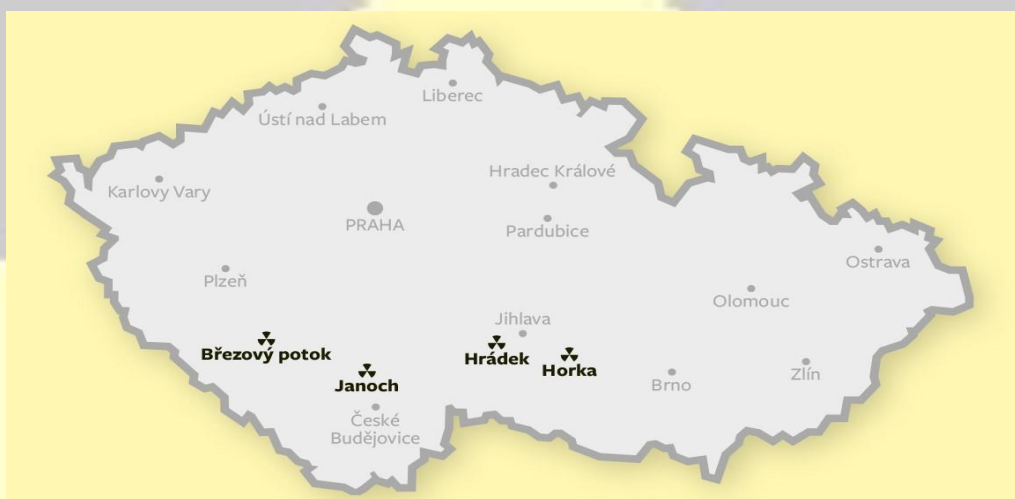 Liberec
Ústí nad Labem
Hradec Králové
Karlovy Vary
PRAHA
Pardubice
Ostrava
Plzeň
Olomouc
Jihlava
Březový potok
Hrádek
Horka
Janoch
Zlín
Brno
České
Budějovice